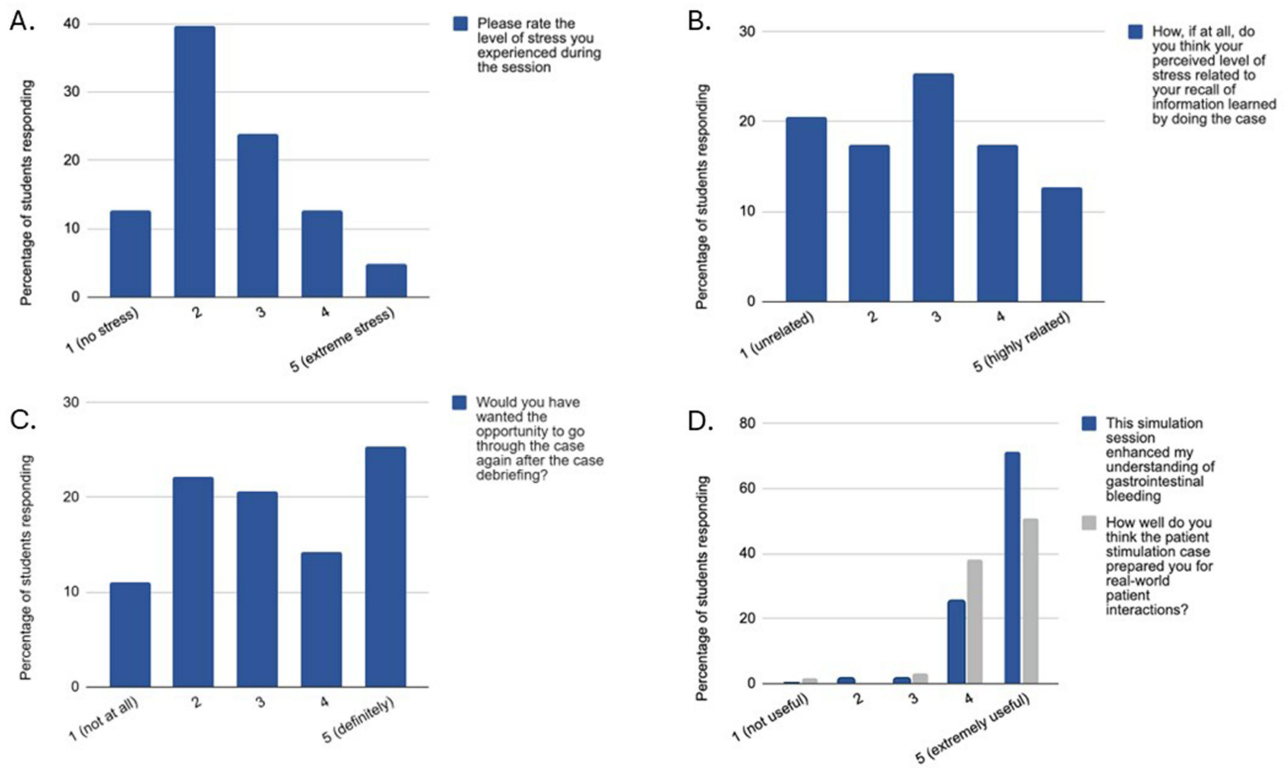 A.
Percentage of students responding
40
30
20
10
0
1 (no stress)
2
3
4
5 (extreme stress)
Please rate the
level of stress you
experienced during
the session
B.
Percentage of students responding
30
20
10
0
1 (unrelated)
2
3
4
5 (highly related)
How, if at all, do
you think your
perceived level of
stress related to
your recall of
information learned
by doing the case
C.
Percentage of students responding
30
20
10
0
1 (not at all)
2
3
4
5 (definitely)
Would you have
wanted the
opportunity to go
through the case
again after the case
debriefing?
D.
Percentage of students responding
80
60
40
20
0
1 (not useful)
2
3
4
5 (extremely useful)
This simulation
session
enhanced my
understanding of
gastrointestinal
bleeding
How well do you
think the patient
stimulation case
prepared you for
real-world
patient
interactions?